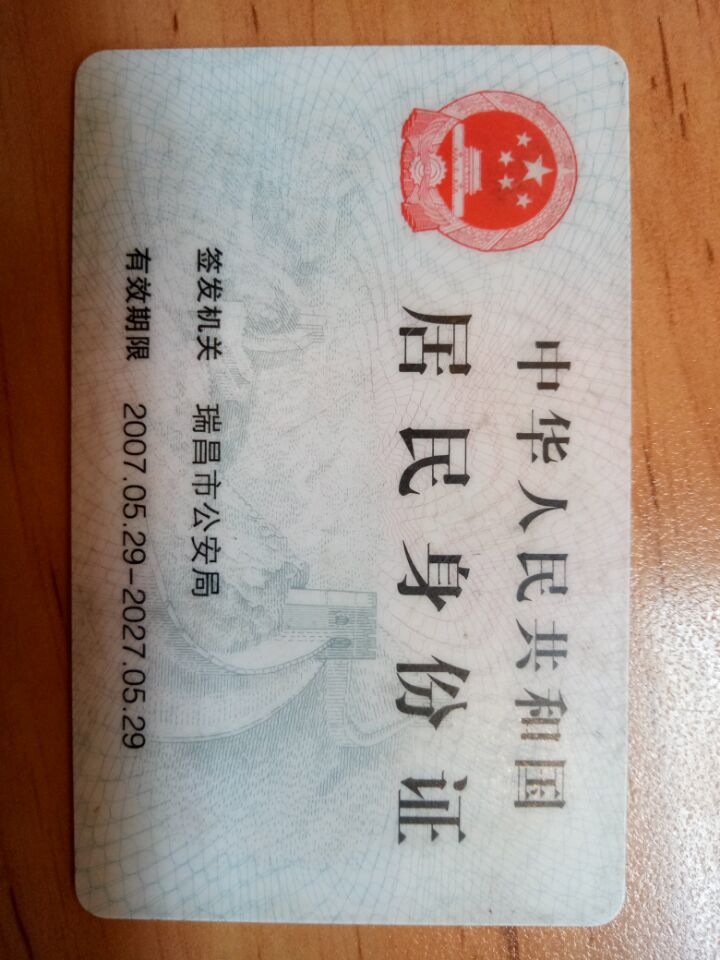 中华人民共和国
居民身份证
签发机关 瑞昌市公安局
有效期限 2007.05.29-2027.05.29